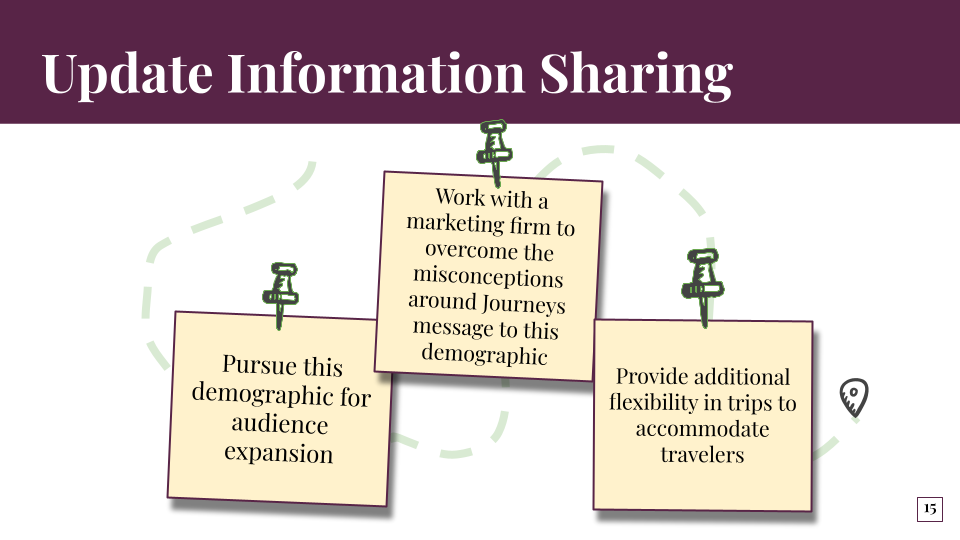 Update Information Sharing
Work with a
marketing firm to
overcome the
misconceptions
around Journeys
message to this
demographic
Pursue this
demographic for
audience
expansion
Provide additional
flexibility in trips to
accommodate
travelers
15